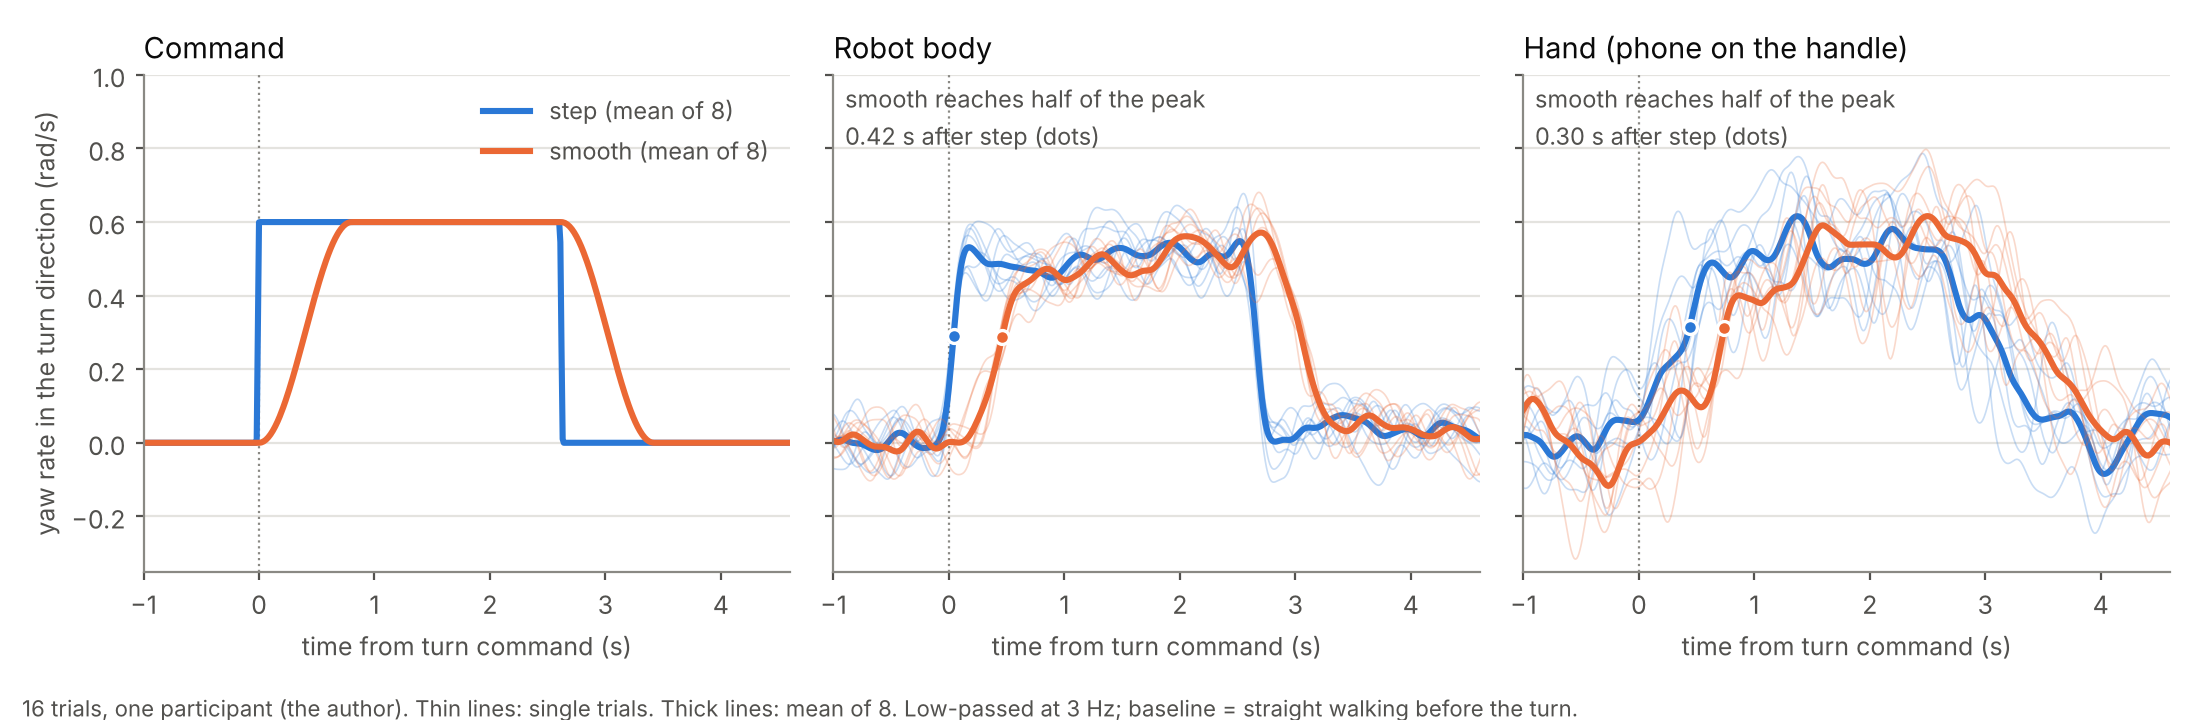 Command
Robot body
Hand (phone on the handle)
yaw rate in the turn direction (rad/s)
1.0
0.8
0.6
0.4
0.2
0.0
−0.2
step (mean of 8)
smooth (mean of 8)
smooth reaches half of the peak
0.42 s after step (dots)
smooth reaches half of the peak
0.30 s after step (dots)
−1 0 1 2 3 4
−1 0 1 2 3 4
−1 0 1 2 3 4
time from turn command (s)
time from turn command (s)
time from turn command (s)
16 trials, one participant (the author). Thin lines: single trials. Thick lines: mean of 8. Low-passed at 3 Hz; baseline = straight walking before the turn.